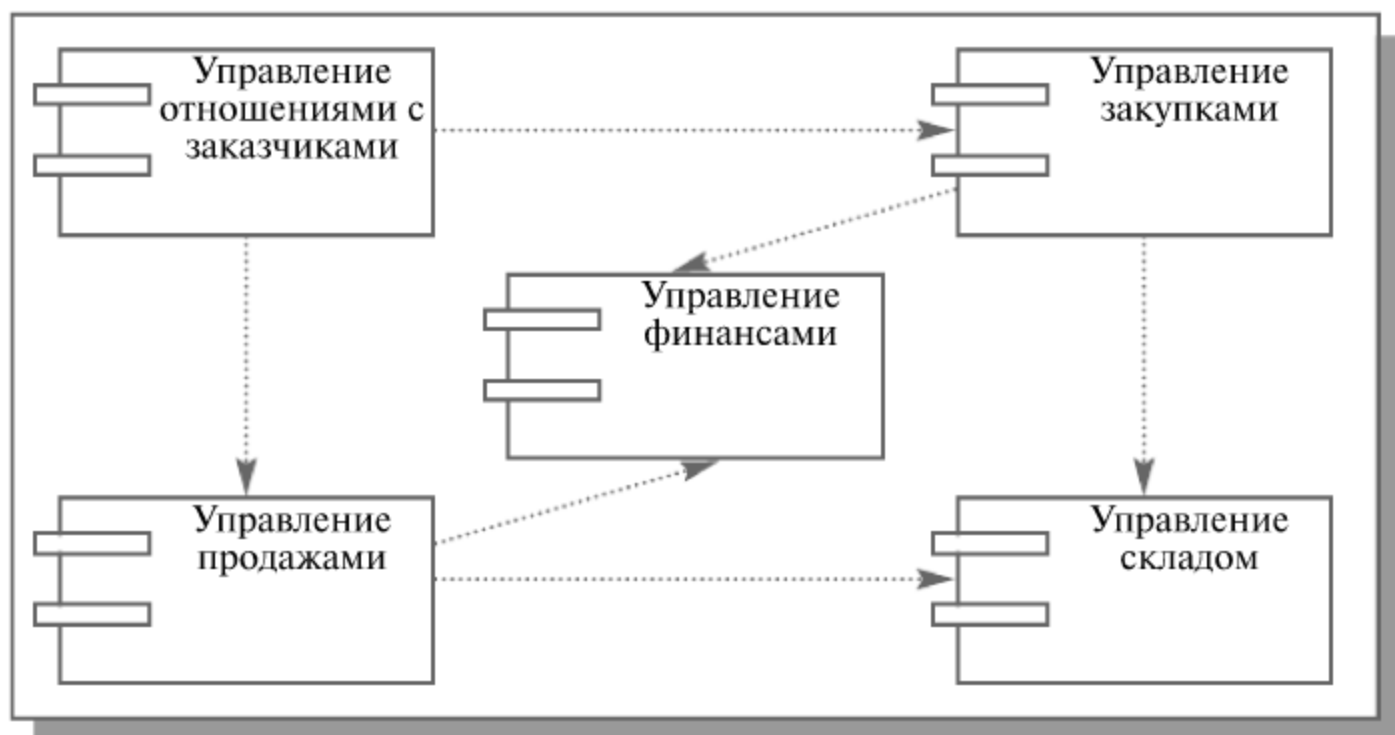 Управление
отношениями с
заказчиками
Управление
закупками
Управление
финансами
Управление
продажами
Управление
складом